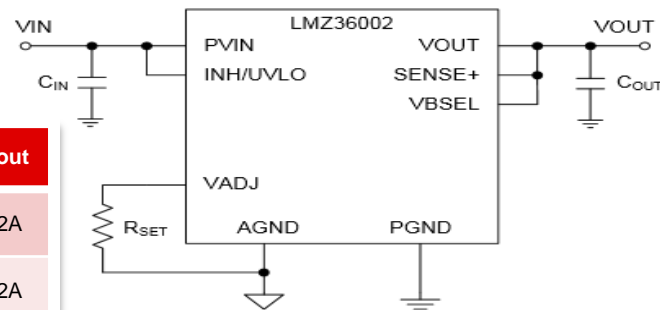 LMZ36002
VIN
VOUT
PVIN
VOUT
INH/UVLO
SENSE+
CIN
COUT
VBSEL
out
VADJ
2A
RSET
AGND
PGND
2A